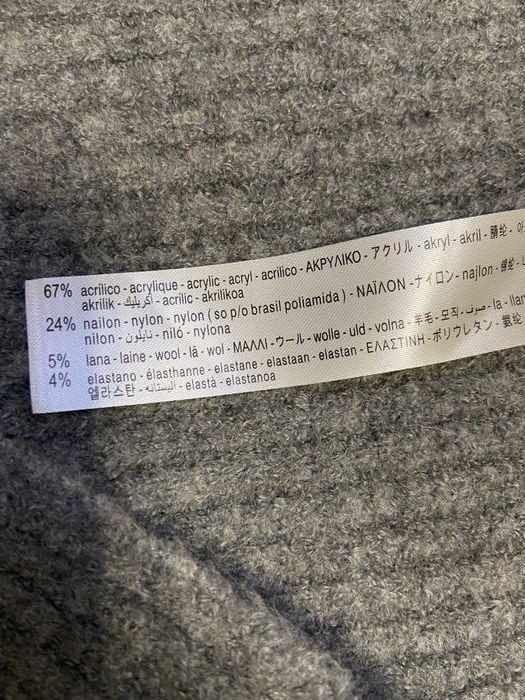 67% acrílico - acrylique - acrylic - acryl - acrilico - ΑΚΡΥΛΙΚΟ - アクリル - akryl - akril - 腈纶 -
akrilik - أكريليك - acrílic - akrilikoa
24% nailon - nylon - nylon ( so p/o brasil poliamida ) - ΝΑΪΛΟΝ - ナイロン - najlon - 锦纶 -
nilon - نايلون - niló - nylona
5% lana - laine - wool - lã - wol - ΜΑΛΛΙ - ウール - wolle - uld - volna - 羊毛 - 모직 - صوف - la - llan
4% elastano - élasthanne - elastane - elastaan - elastan - ΕΛΑΣΤΙΝΗ - ポリウレタン - 氨纶
엘라스탄 - اليستانه - elastà - elastanoa